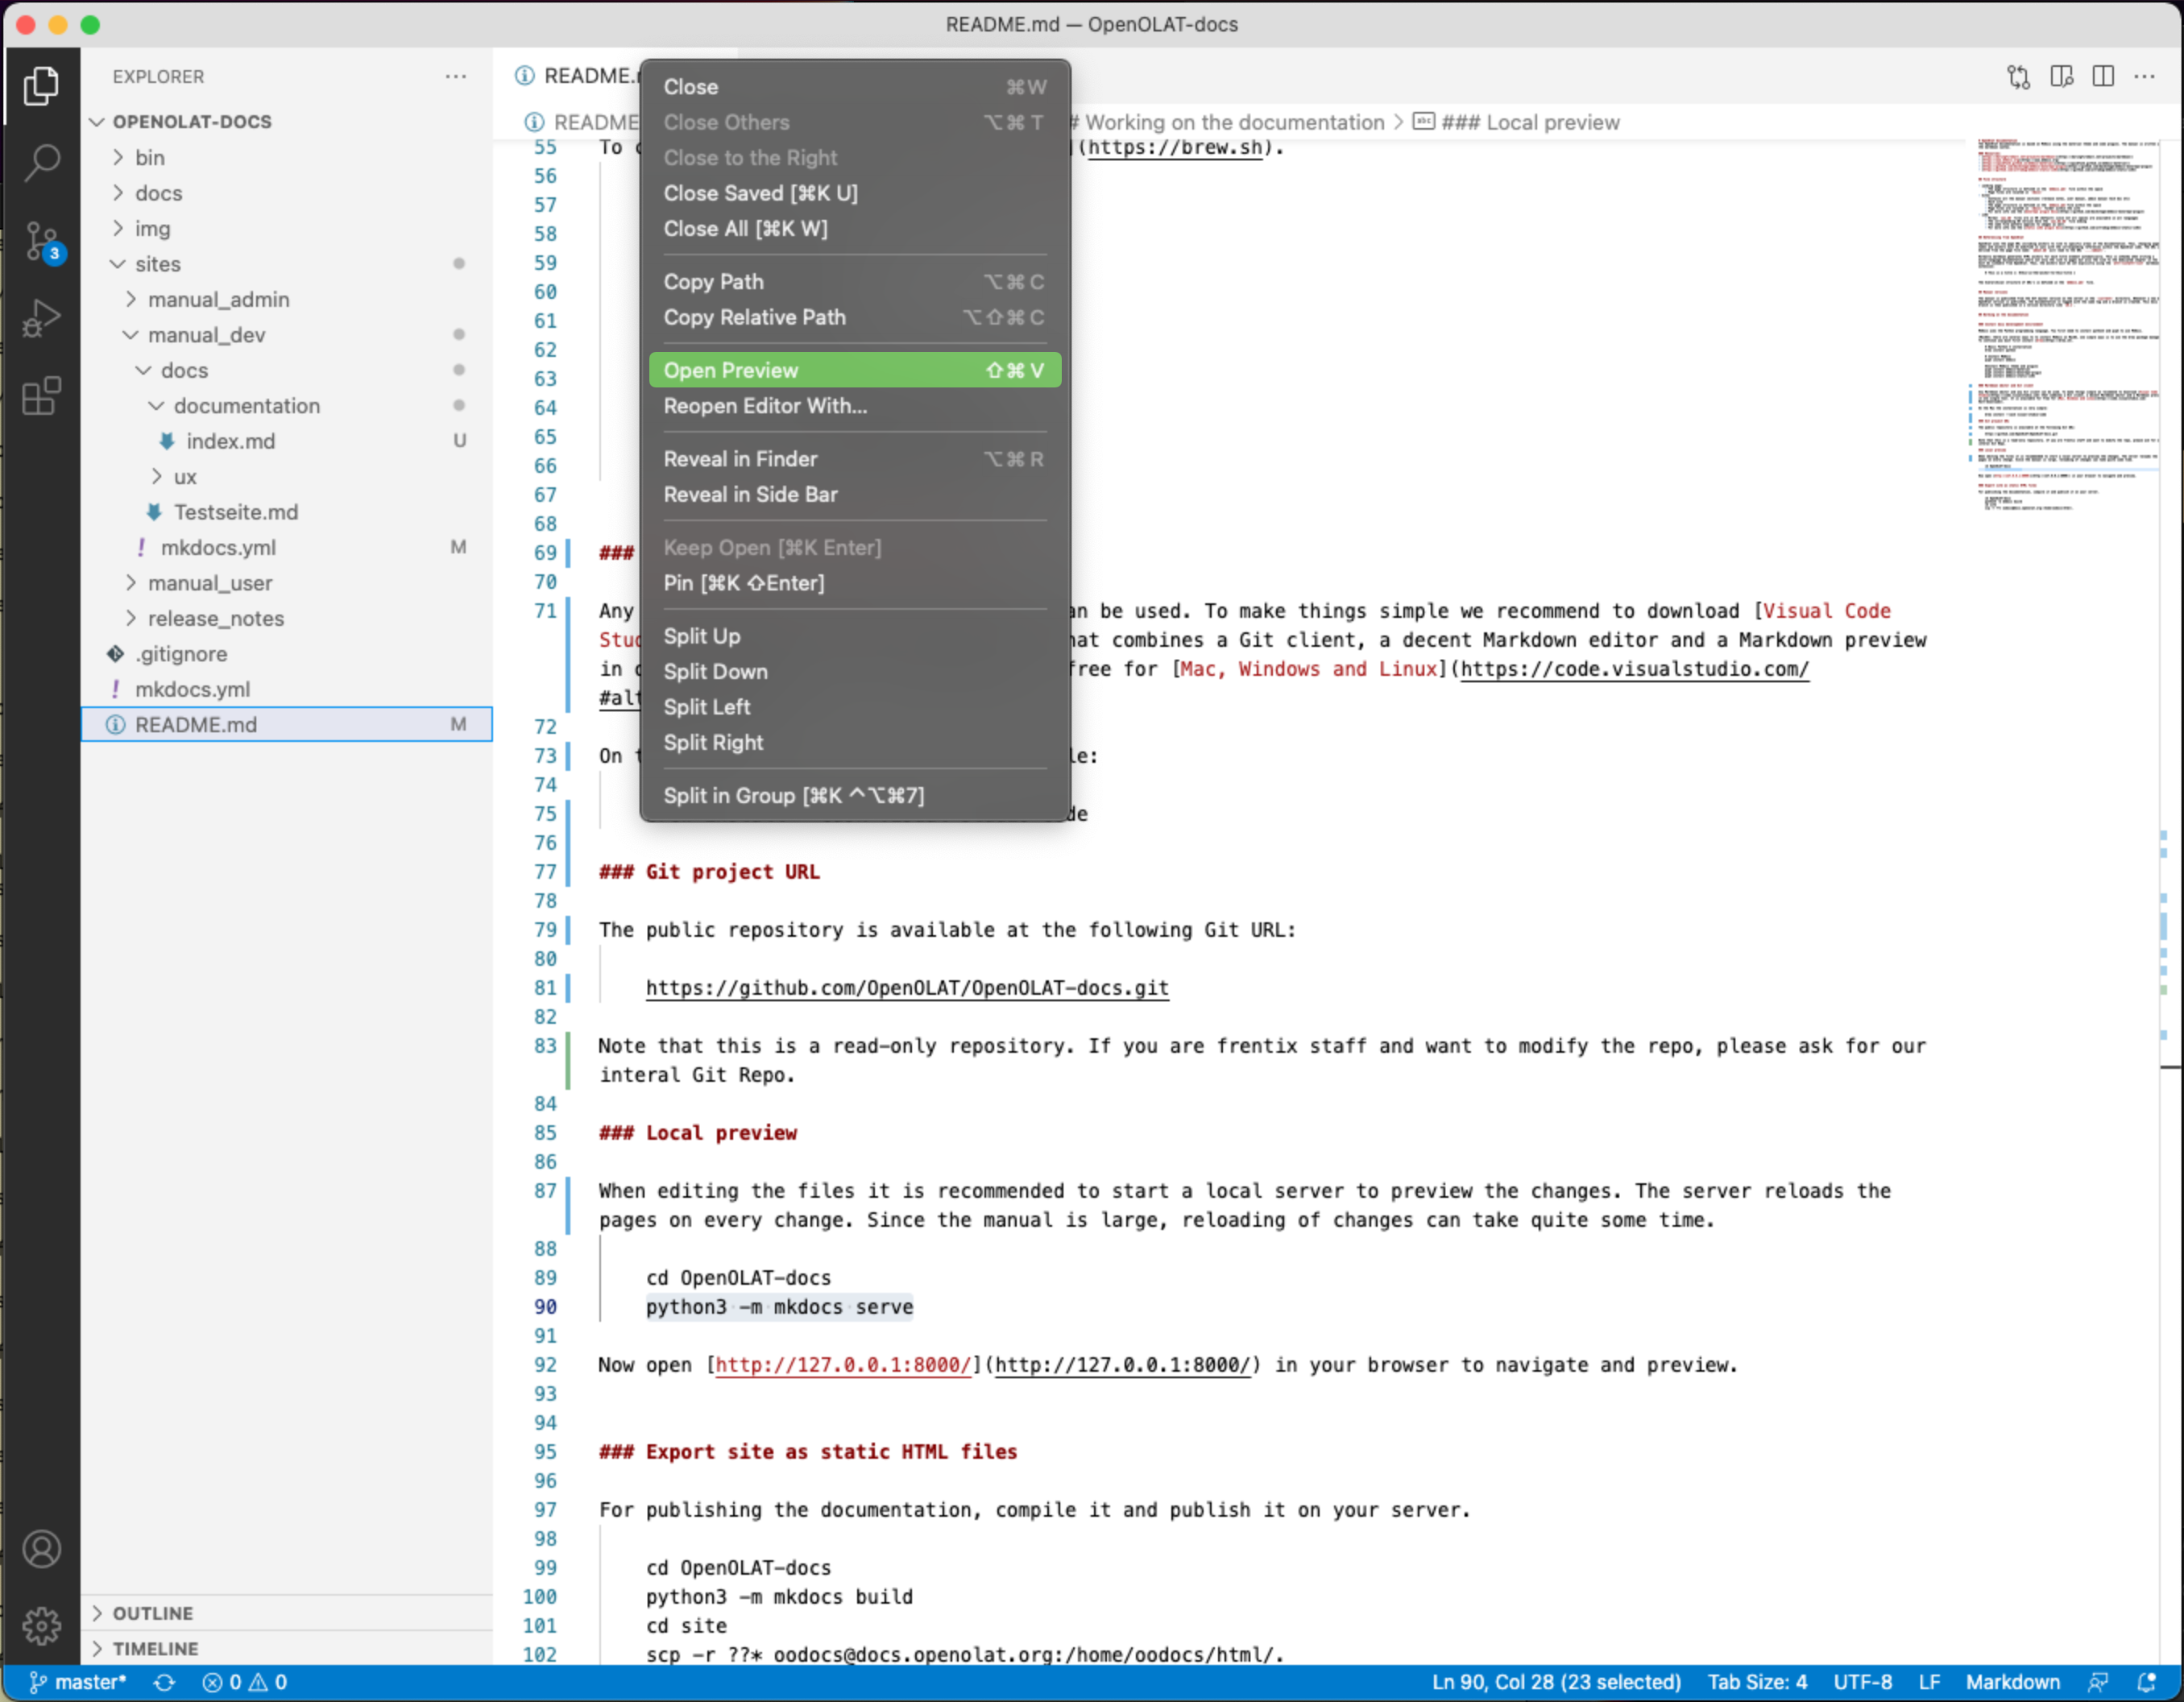 README.md — OpenOLAT-docs
EXPLORER
OPENOLAT-DOCS
bin
docs
img
sites
manual_admin
manual_dev
docs
documentation
index.md U
ux
Testseite.md
mkdocs.yml M
manual_user
release_notes
.gitignore
mkdocs.yml
README.md M
OUTLINE
TIMELINE
3
README.
README
# Working on the documentation > ### Local preview
Close ⌘W
Close Others ⌥⌘T
Close to the Right
Close Saved [⌘K U]
Close All [⌘K W]
Copy Path ⌥⌘C
Copy Relative Path ⌥⇧⌘C
Open Preview ⇧⌘V
Reopen Editor With...
Reveal in Finder ⌥⌘R
Reveal in Side Bar
Keep Open [⌘K Enter]
Pin [⌘K ⇧Enter]
Split Up
Split Down
Split Left
Split Right
Split in Group [⌘K ^⌥⌘7]
55 To ](https://brew.sh).
56
57
58
59
60
61
62
63
64
65
66
67
68
69 ###
70
71 Any an be used. To make things simple we recommend to download [Visual Code
Stu hat combines a Git client, a decent Markdown editor and a Markdown preview
in free for [Mac, Windows and Linux](https://code.visualstudio.com/
#alt
72
73 On le:
74
75 de
76
77 ### Git project URL
78
79 The public repository is available at the following Git URL:
80
81 https://github.com/OpenOLAT/OpenOLAT-docs.git
82
83 Note that this is a read-only repository. If you are frentix staff and want to modify the repo, please ask for our
interal Git Repo.
84
85 ### Local preview
86
87 When editing the files it is recommended to start a local server to preview the changes. The server reloads the
pages on every change. Since the manual is large, reloading of changes can take quite some time.
88
89 cd OpenOLAT-docs
90 python3 -m mkdocs serve
91
92 Now open [http://127.0.0.1:8000/](http://127.0.0.1:8000/) in your browser to navigate and preview.
93
94
95 ### Export site as static HTML files
96
97 For publishing the documentation, compile it and publish it on your server.
98
99 cd OpenOLAT-docs
100 python3 -m mkdocs build
101 cd site
102 scp -r ??* oodocs@docs.openolat.org:/home/oodocs/html/.
master* 0 0 Ln 90, Col 28 (23 selected) Tab Size: 4 UTF-8 LF Markdown